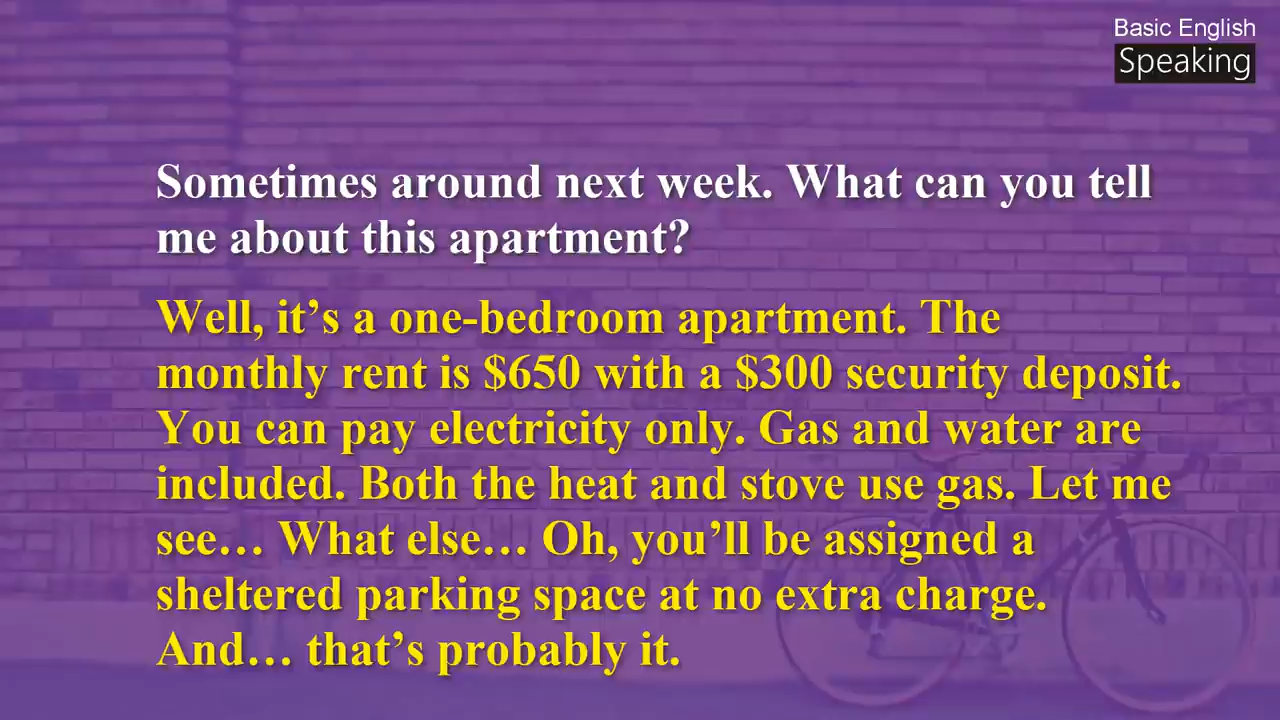 Basic English
Speaking
Sometimes around next week. What can you tell
me about this apartment?
Well, it’s a one-bedroom apartment. The
monthly rent is $650 with a $300 security deposit.
You can pay electricity only. Gas and water are
included. Both the heat and stove use gas. Let me
see… What else… Oh, you’ll be assigned a
sheltered parking space at no extra charge.
And… that’s probably it.